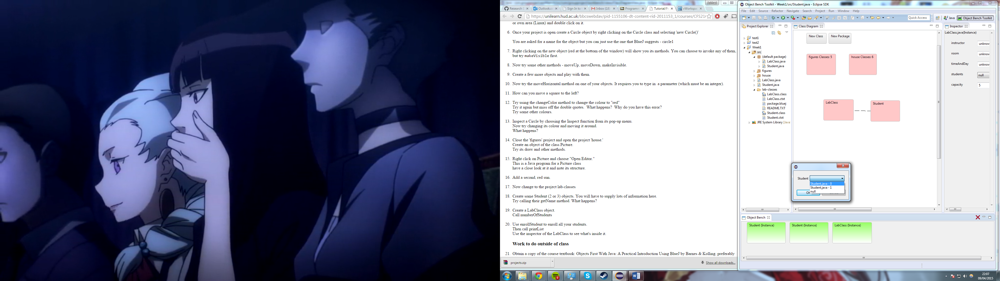 Ashhad
Research E
Outlook.co
Sign In to
Inbox (18)
Programm
Tutorial/Pr
vWorkspac
https://unilearn.hud.ac.uk/bbcswebdav/pid-1155106-dt-content-rid-2011153_1/courses/CFS21
or own area (Linux) and double click on it.
6. Once your project is open create a Circle object by right clicking on the Circle class and selecting 'new Circle()'
You are asked for a name for the object but you can just use the one that BlueJ suggests - circle1
7. Right clicking on the new object (red at the bottom of the window) will show you its methods. You can choose to invoke any of them,
but try makeVisible first.
8. Now try some other methods - moveUp, moveDown, makeInvisible.
9. Create a few more objects and play with them.
10. Now try the moveHorizontal method on one of your objects. It requires you to type in a parameter (which must be an integer).
11. How can you move a square to the left?
12. Try using the changeColor method to change the colour to "red"
Try it again but miss off the double quotes. What happens? Why do you have this error?
Try some other colours.
13. Inspect a Circle by choosing the Inspect function from its pop-up menu.
Now try changing its colour and moving it around.
What happens?
14. Close the 'figures' project and open the project 'house.'
Create an object of the class Picture.
Try its draw and other methods.
15. Right click on Picture and choose "Open Editor."
This is a Java program for a Picture class
have a close look at it and note its structure.
16. Add a second, red sun.
17. Now change to the project lab-classes
18. Create some Student (2 or 3) objects. You will have to supply lots of information here.
Try calling their getName method. What happens?
19. Create a LabClass object.
Call numberOfStudents
20. Use enrollStudent to enroll all your students.
Then call printList
Use the inspector of the LabClass to see what's inside it.
Work to do outside of class
21. Obtain a copy of the course textbook: Objects First With Java: A Practical Introduction Using BlueJ by Barnes & Kolling, preferably
projects.zip
Show all downloads...
Object Bench Toolkit - Week1/src/Student.java - Eclipse SDK
File Edit Source Refactor Navigate Search Project Run Window Help
Quick Access
Java
Object Bench Toolkit
Project Explorer
test1
test2
Week1
src
(default package)
LabClass.java
Student.java
figures
house
LabClass.java
Student.java
lab-classes
LabClass.class
LabClass.ctxt
package.bluej
README.TXT
Student.class
Student.ctxt
JRE System Library [Java
Class Diagram
New Class
New Package
figures Classes: 5
house Classes: 6
LabClass
Student
Student
Student.java - 0
Student.java - 1
null
Inspector
LabClass.java(Instance)
instructor unknow
room unknow
timeAndDay unknow
students null
capacity 5
Object Bench
Student (Instance)
Student (Instance)
LabClass (Instance)
22:07
09/04/2015